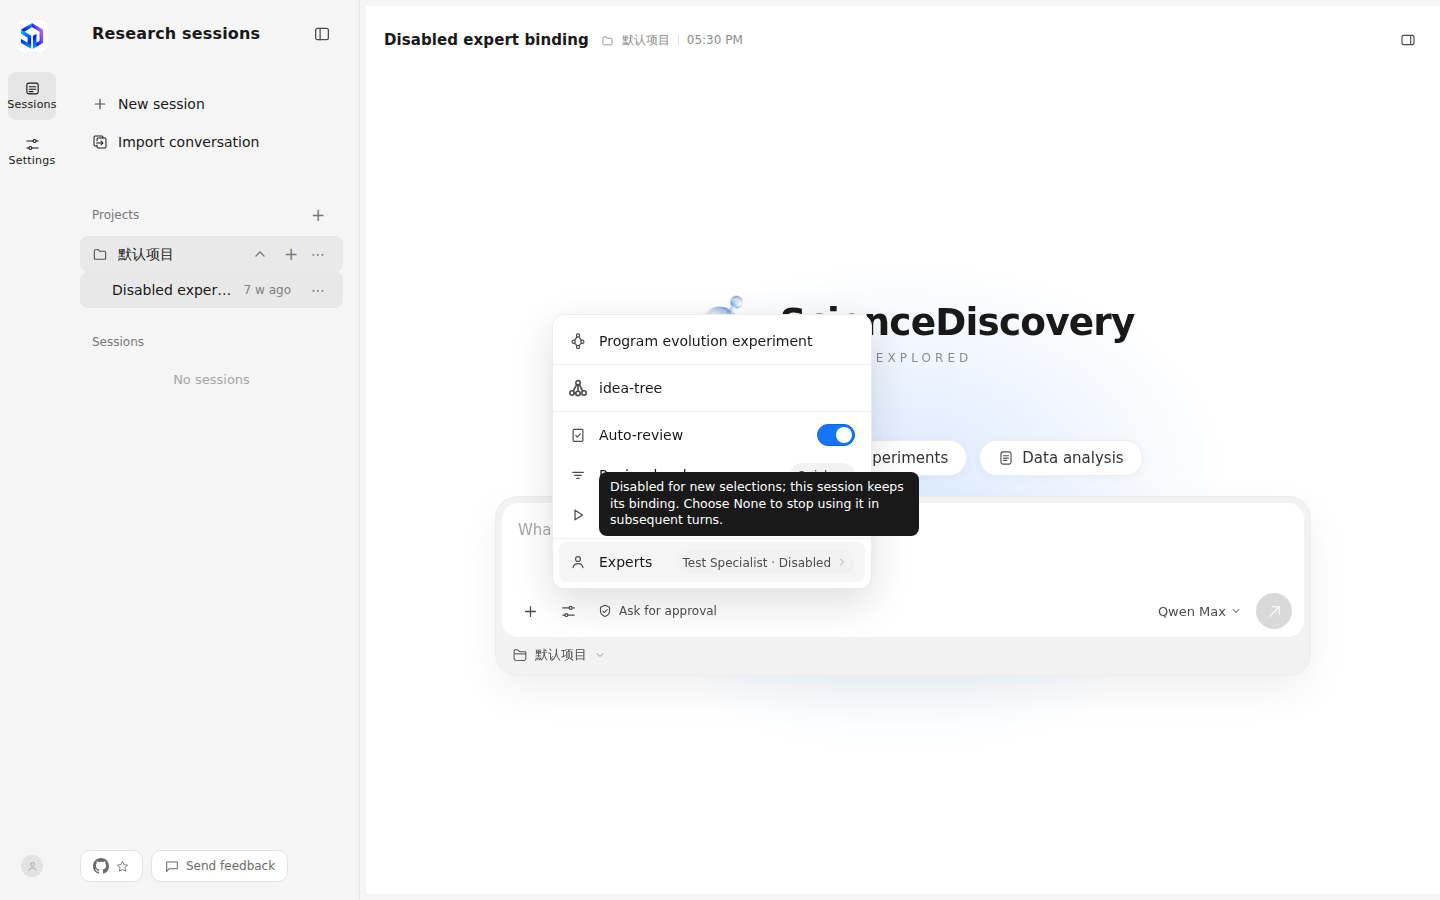 Research sessions
Sessions
Settings
New session
Import conversation
Projects
默认项目
Disabled exper...
7 w ago
Sessions
No sessions
Send feedback
Disabled expert binding
默认项目
05:30 PM
ScienceDiscovery
EXPLORED
Program evolution experiment
idea-tree
Auto-review
Disabled for new selections; this session keeps
its binding. Choose None to stop using it in
subsequent turns.
Experts
Test Specialist · Disabled
periments
Data analysis
Wha
Ask for approval
Qwen Max
默认项目